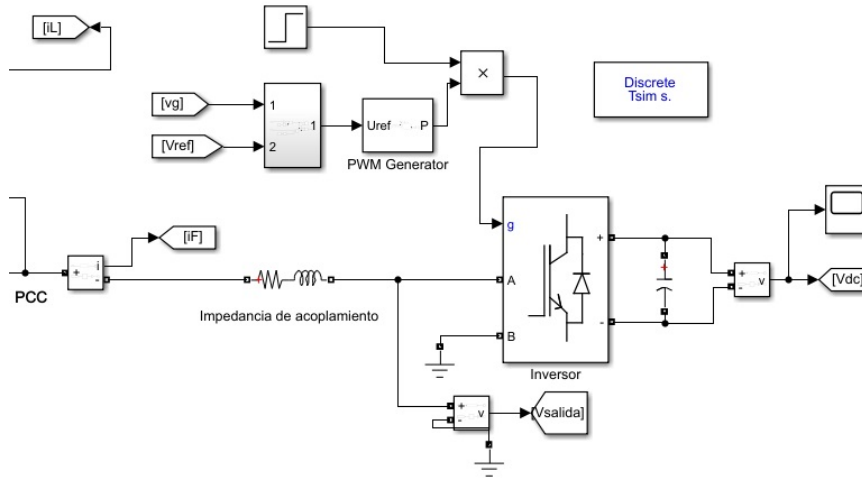 [iL]
×
Discrete
Tsim s.
[vg]
1
1
Uref
P
[Vref]
2
PWM Generator
g
[iF]
+
i
-
PCC
Impedancia de acoplamiento
A
B
+
-
+
+
-
v
[Vdc]
Inversor
+
-
v
[Vsalida]